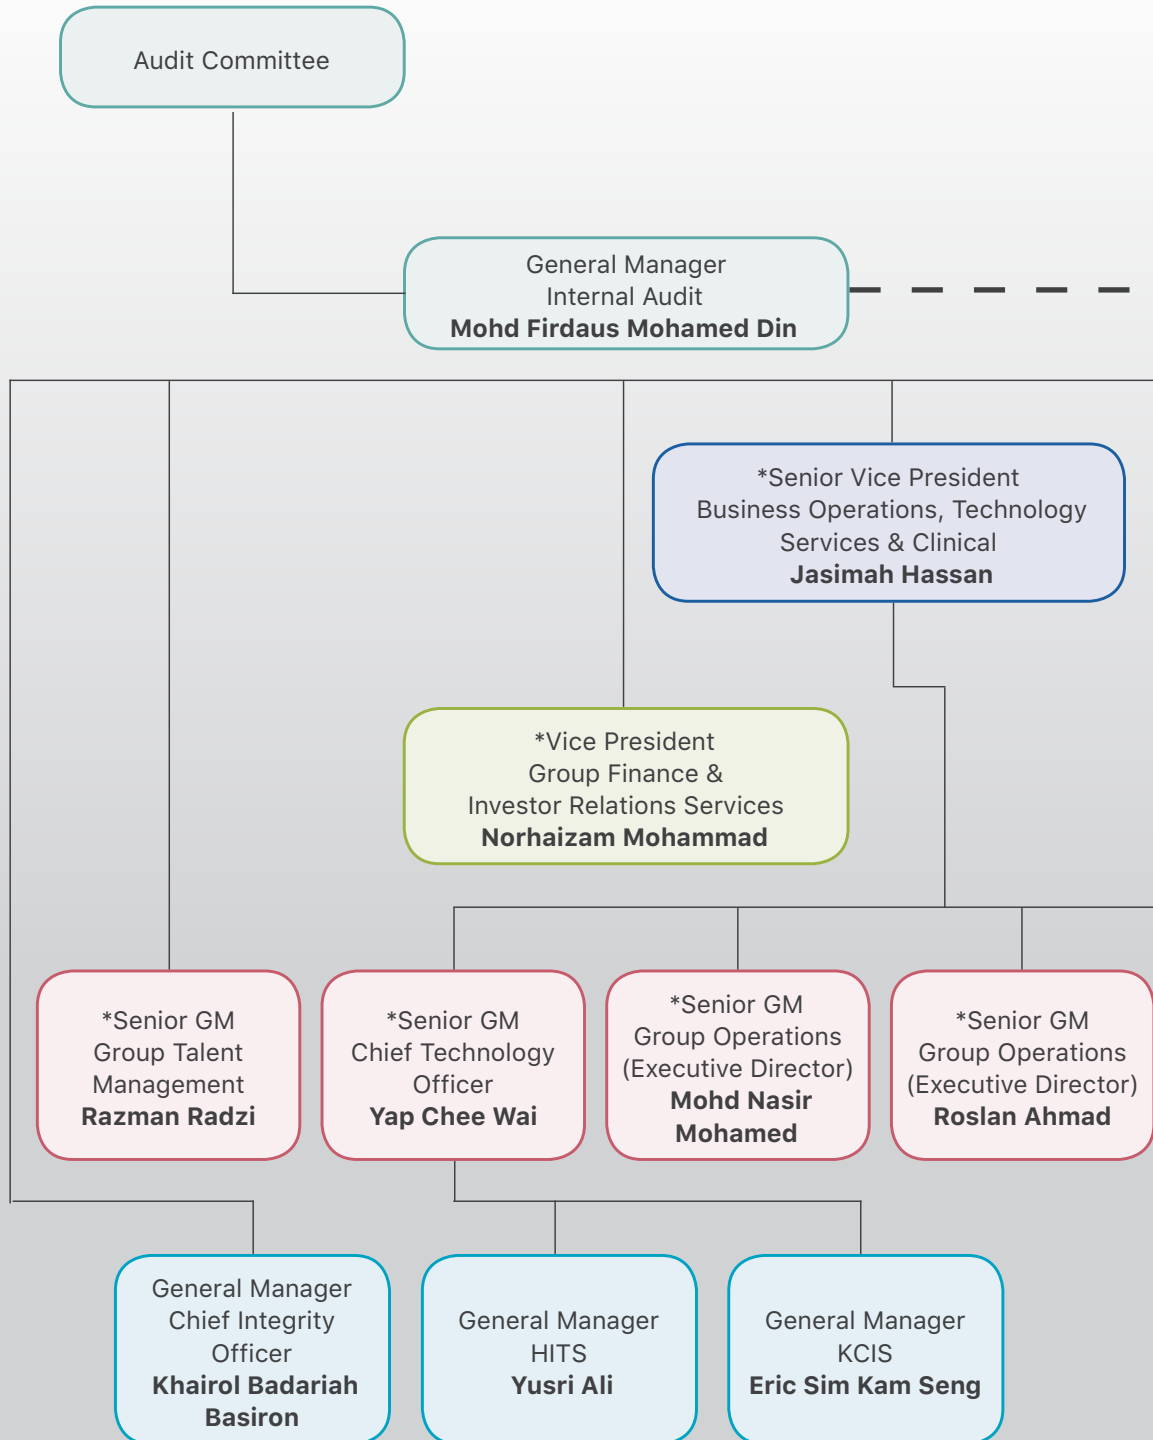 Audit Committee
General Manager
Internal Audit
Mohd Firdaus Mohamed Din
*Senior Vice President
Business Operations, Technology
Services & Clinical
Jasimah Hassan
*Vice President
Group Finance &
Investor Relations Services
Norhaizam Mohammad
*Senior GM
Group Talent
Management
Razman Radzi
*Senior GM
Chief Technology
Officer
Yap Chee Wai
*Senior GM
Group Operations
(Executive Director)
Mohd Nasir
Mohamed
*Senior GM
Group Operations
(Executive Director)
Roslan Ahmad
General Manager
Chief Integrity
Officer
Khairol Badariah
Basiron
General Manager
HITS
Yusri Ali
General Manager
KCIS
Eric Sim Kam Seng